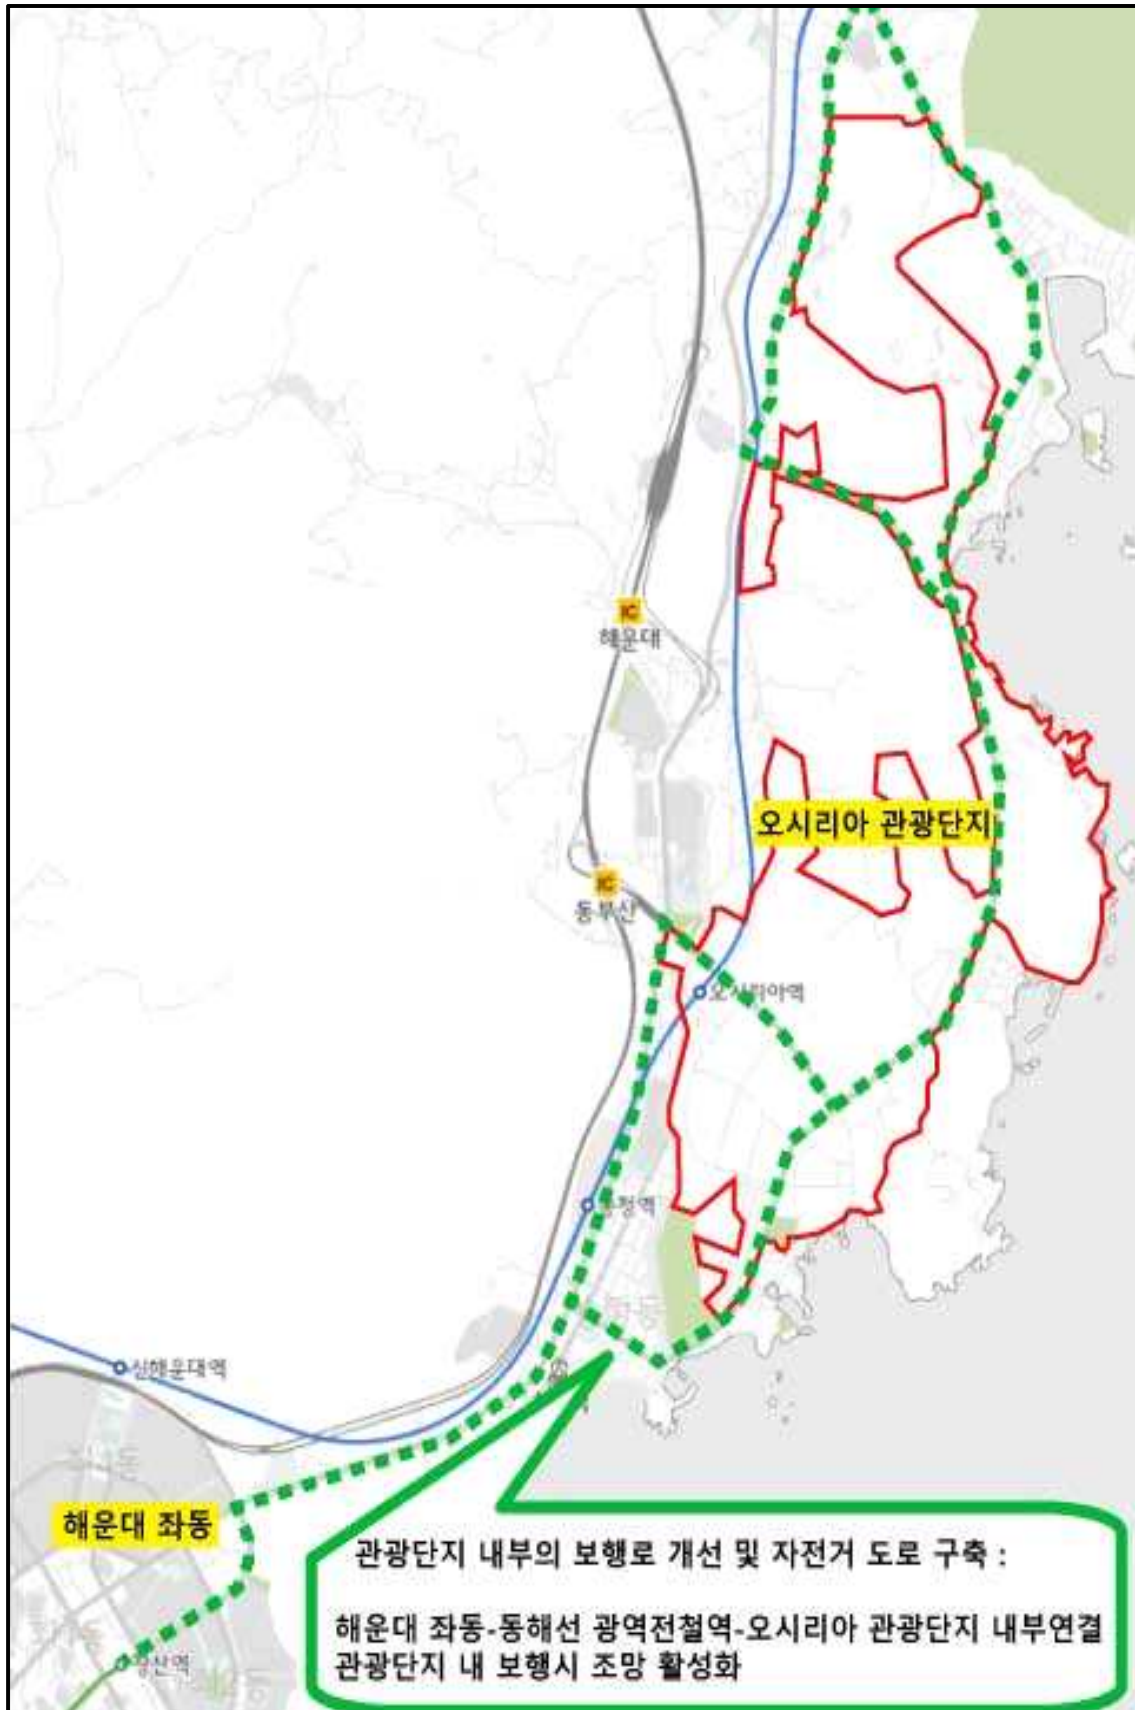 IC
해운대
오시리아 관광단지
IC
동부산
오시리아역
신해운대역
해운대 좌동
관광단지 내부의 보행로 개선 및 자전거 도로 구축 :
해운대 좌동-동해선 광역전철역-오시리아 관광단지 내부연결
관광단지 내 보행시 조망 활성화